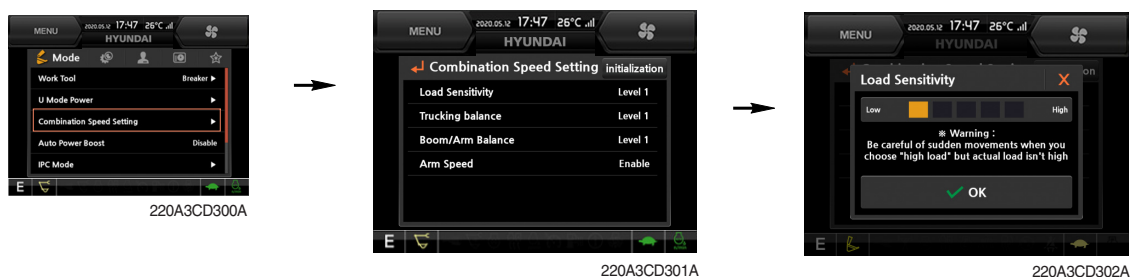 MENU
2020.05.12 17:47 26°C
HYUNDAI
Mode
Work Tool Breaker ►
U Mode Power ►
Combination Speed Setting ►
Auto Power Boost Disable
IPC Mode ►
E
220A3CD300A
MENU
2020.05.12 17:47 26°C
HYUNDAI
Combination Speed Setting initialization
Load Sensitivity Level 1
Trucking balance Level 1
Boom/Arm Balance Level 1
Arm Speed Enable
E
220A3CD301A
MENU
2020.05.12 17:47 26°C
HYUNDAI
on
Load Sensitivity X
Low High
※ Warning :
Be careful of sudden movements when you
choose "high load" but actual load isn't high
OK
E
220A3CD302A